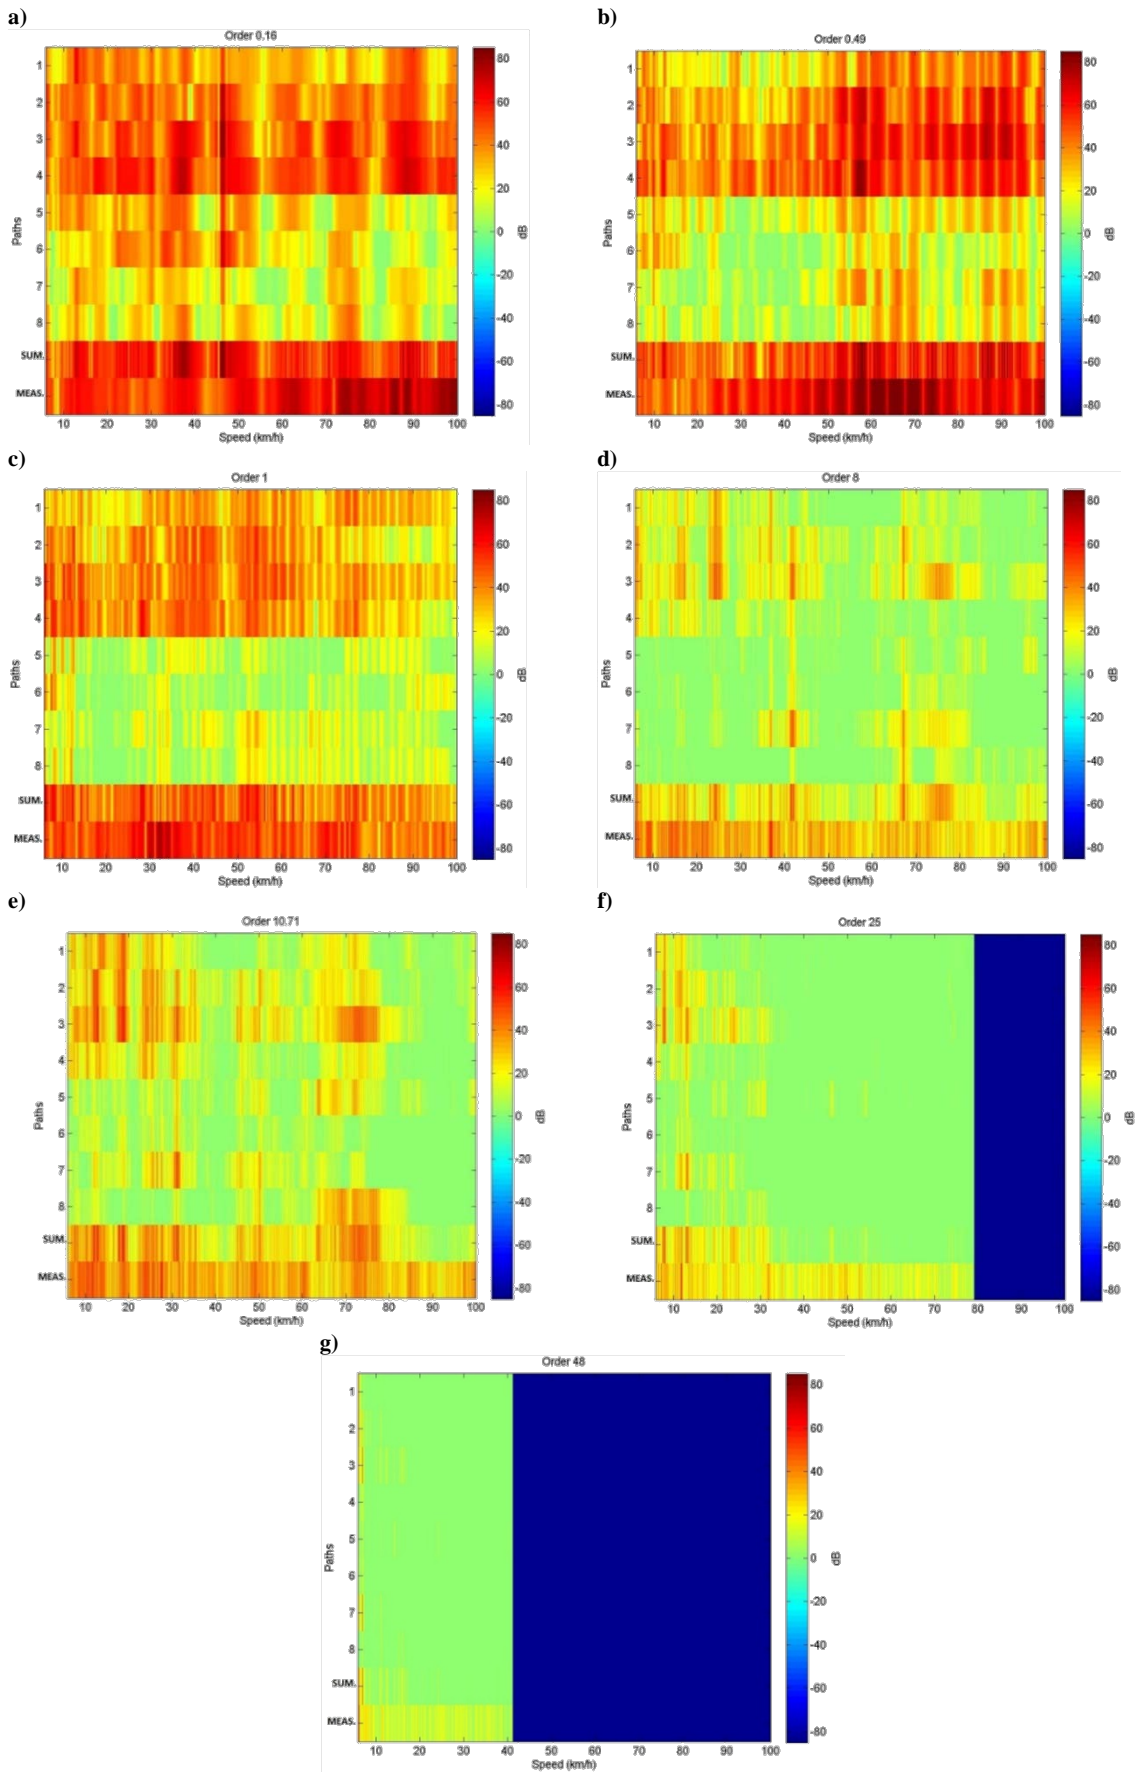 a)
Order 0.16
1
2
3
4
5
6
7
8
SUM.
MEAS.
Paths
10 20 30 40 50 60 70 80 90 100
Speed (km/h)
80
60
40
20
0
-20
-40
-60
-80
dB
b)
Order 0.49
1
2
3
4
5
6
7
8
SUM.
MEAS.
Paths
10 20 30 40 50 60 70 80 90 100
Speed (km/h)
80
60
40
20
0
-20
-40
-60
-80
dB
c)
Order 1
1
2
3
4
5
6
7
8
SUM.
MEAS.
Paths
10 20 30 40 50 60 70 80 90 100
Speed (km/h)
80
60
40
20
0
-20
-40
-60
-80
dB
d)
Order 8
1
2
3
4
5
6
7
8
SUM.
MEAS.
Paths
10 20 30 40 50 60 70 80 90 100
Speed (km/h)
80
60
40
20
0
-20
-40
-60
-80
dB
e)
Order 10.71
1
2
3
4
5
6
7
8
SUM.
MEAS.
Paths
10 20 30 40 50 60 70 80 90 100
Speed (km/h)
80
60
40
20
0
-20
-40
-60
-80
dB
f)
Order 25
1
2
3
4
5
6
7
8
SUM.
MEAS.
Paths
10 20 30 40 50 60 70 80 90 100
Speed (km/h)
80
60
40
20
0
-20
-40
-60
-80
dB
g)
Order 48
1
2
3
4
5
6
7
8
SUM.
MEAS.
Paths
10 20 30 40 50 60 70 80 90 100
Speed (km/h)
80
60
40
20
0
-20
-40
-60
-80
dB